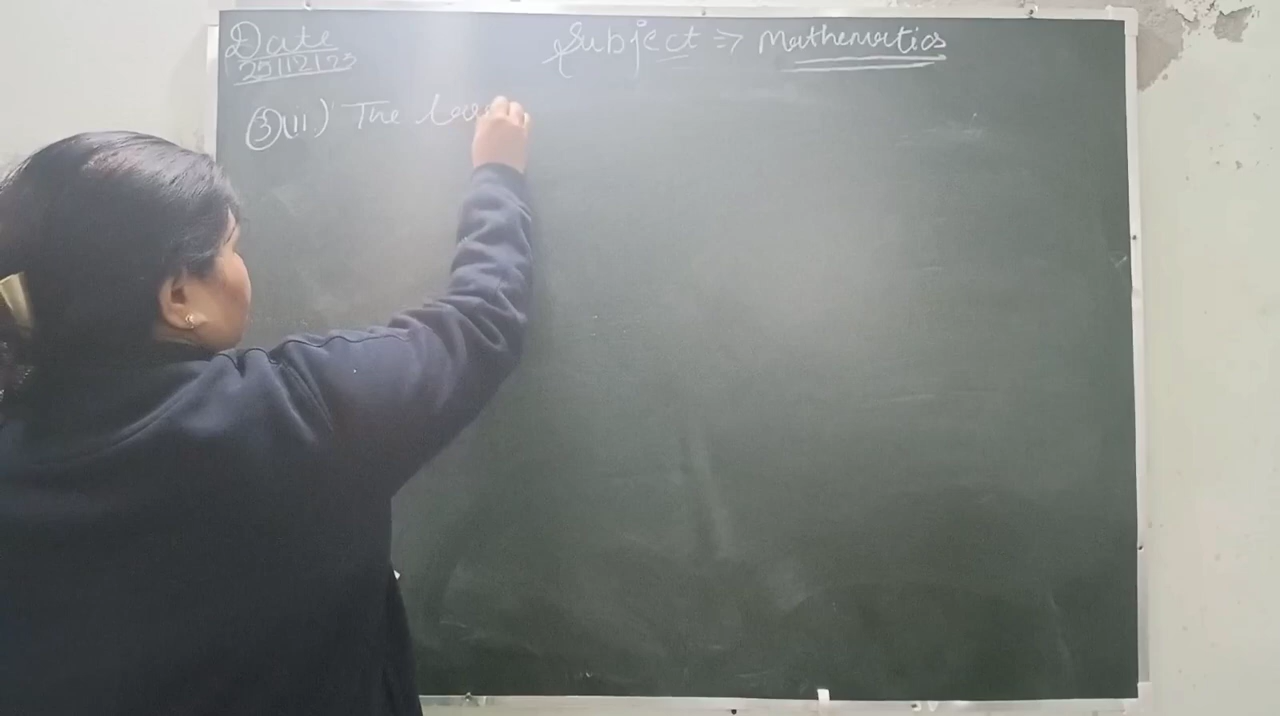 Date
25/12/23
Subject ⇒ Mathematics
③(ii) The